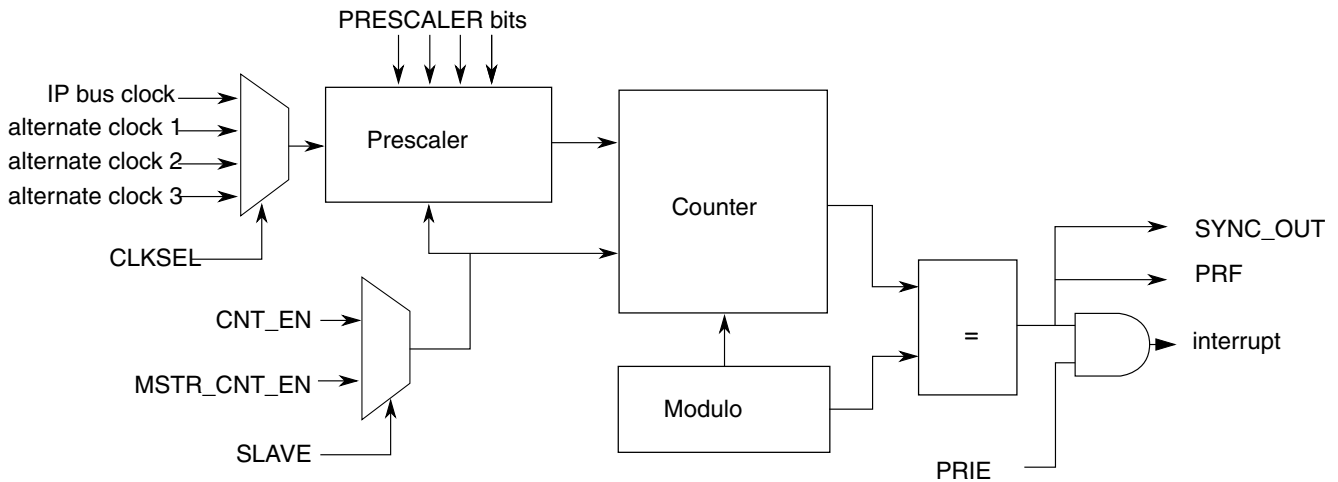 PRESCALER bits
IP bus clock
alternate clock 1
alternate clock 2
alternate clock 3
Prescaler
Counter
CLKSEL
SYNC_OUT
PRF
CNT_EN
=
interrupt
MSTR_CNT_EN
Modulo
SLAVE
PRIE